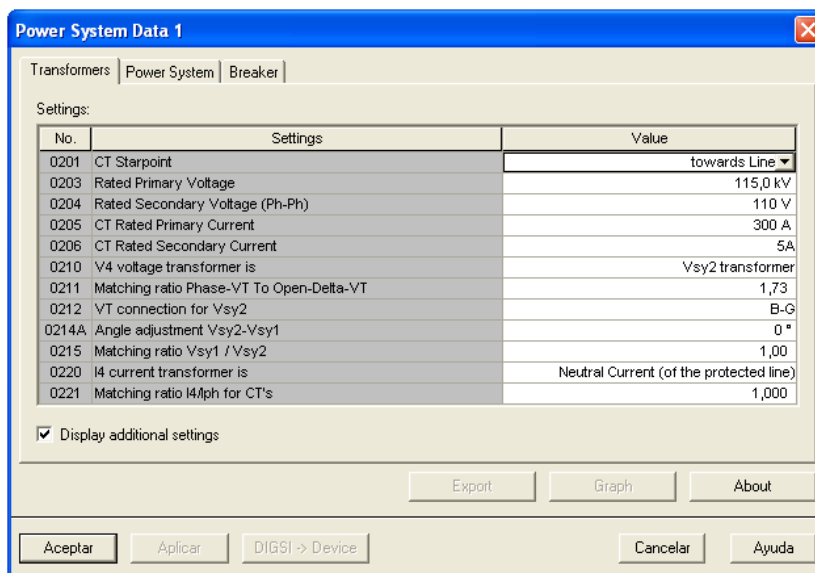 Power System Data 1
Transformers Power System Breaker
Settings:
No. Settings Value
0201 CT Starpoint towards Line
0203 Rated Primary Voltage 115,0 kV
0204 Rated Secondary Voltage (Ph-Ph) 110 V
0205 CT Rated Primary Current 300 A
0206 CT Rated Secondary Current 5A
0210 V4 voltage transformer is Vsy2 transformer
0211 Matching ratio Phase-VT To Open-Delta-VT 1,73
0212 VT connection for Vsy2 B-G
0214A Angle adjustment Vsy2-Vsy1 0 °
0215 Matching ratio Vsy1 / Vsy2 1,00
0220 I4 current transformer is Neutral Current (of the protected line)
0221 Matching ratio I4/Iph for CT's 1,000
Display additional settings
Export Graph About
Aceptar Aplicar DIGSI -> Device Cancelar Ayuda